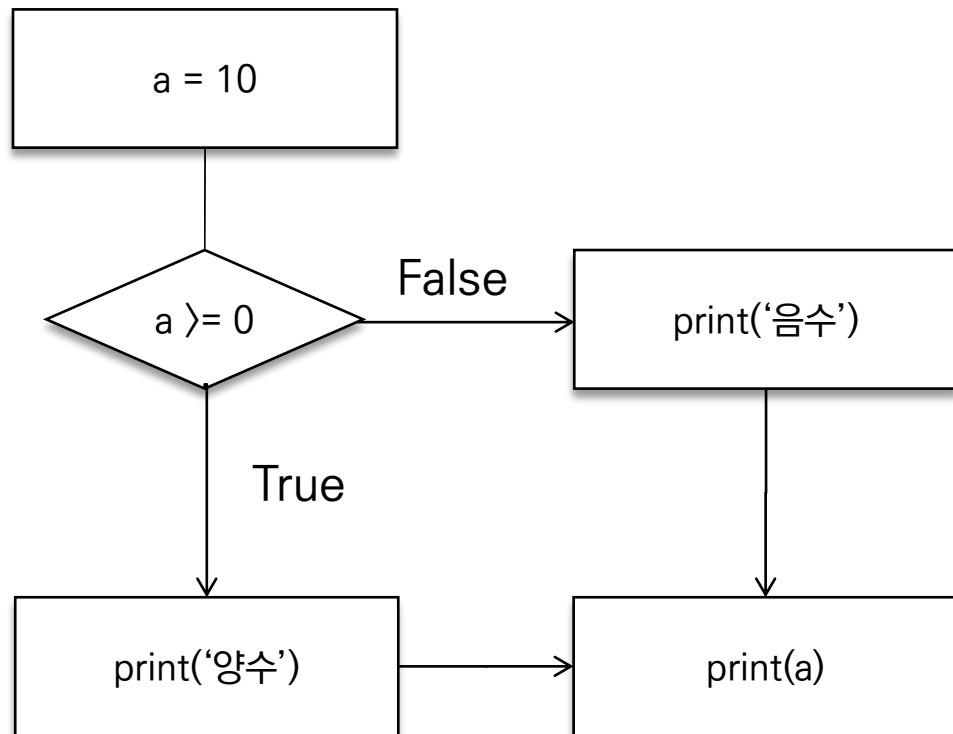 a = 10
a >= 0
False
print(‘음수’)
True
print(‘양수’)
print(a)